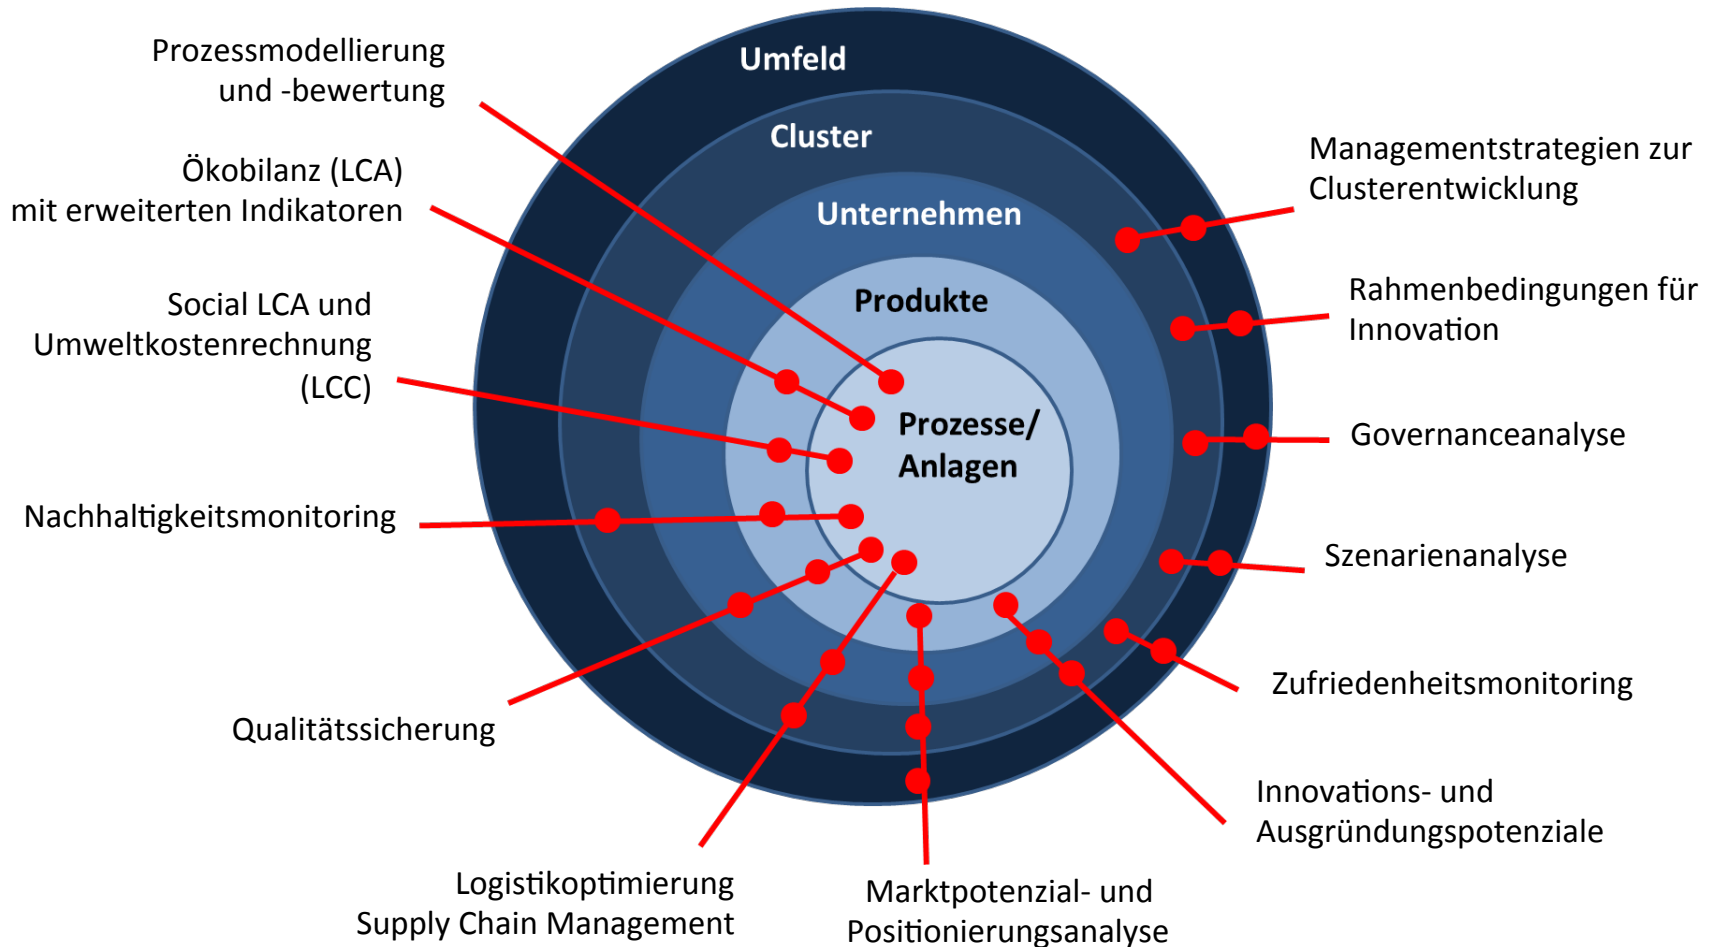 Prozessmodellierung
und -bewertung
Ökobilanz (LCA)
mit erweiterten Indikatoren
Social LCA und
Umweltkostenrechnung
(LCC)
Nachhaltigkeitsmonitoring
Qualitätssicherung
Logistikoptimierung
Supply Chain Management
Marktpotenzial- und
Positionierungsanalyse
Umfeld
Cluster
Unternehmen
Produkte
Prozesse/
Anlagen
Managementstrategien zur
Clusterentwicklung
Rahmenbedingungen für
Innovation
Governanceanalyse
Szenarienanalyse
Zufriedenheitsmonitoring
Innovations- und
Ausgründungspotenziale